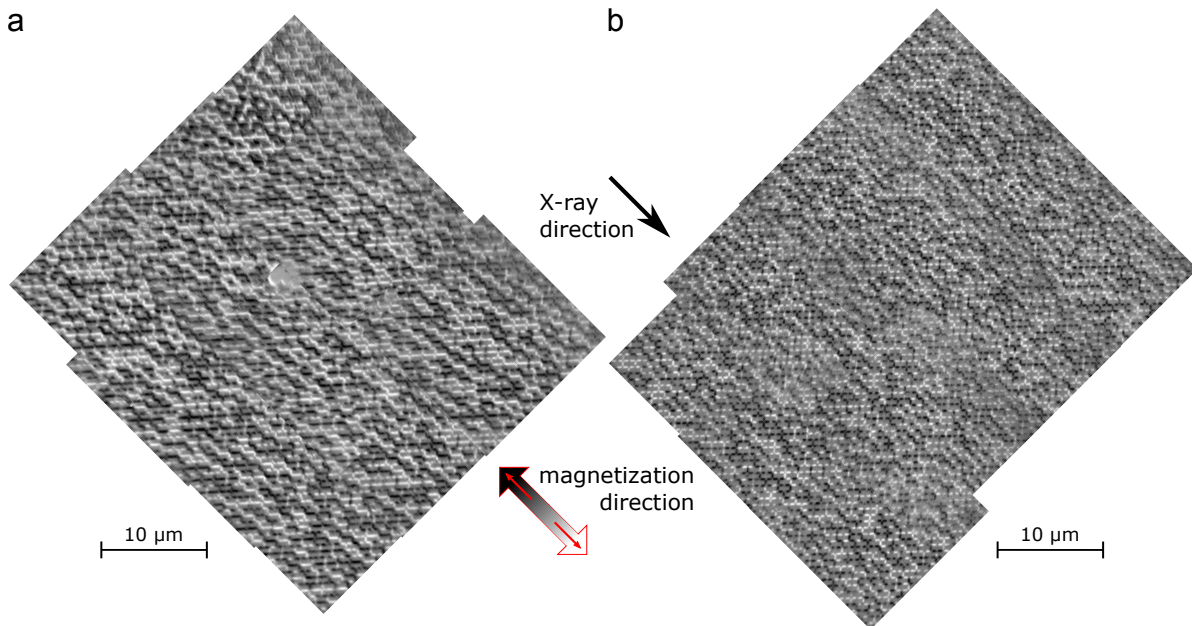 a
b
X-ray
direction
magnetization
direction
10 µm
10 µm